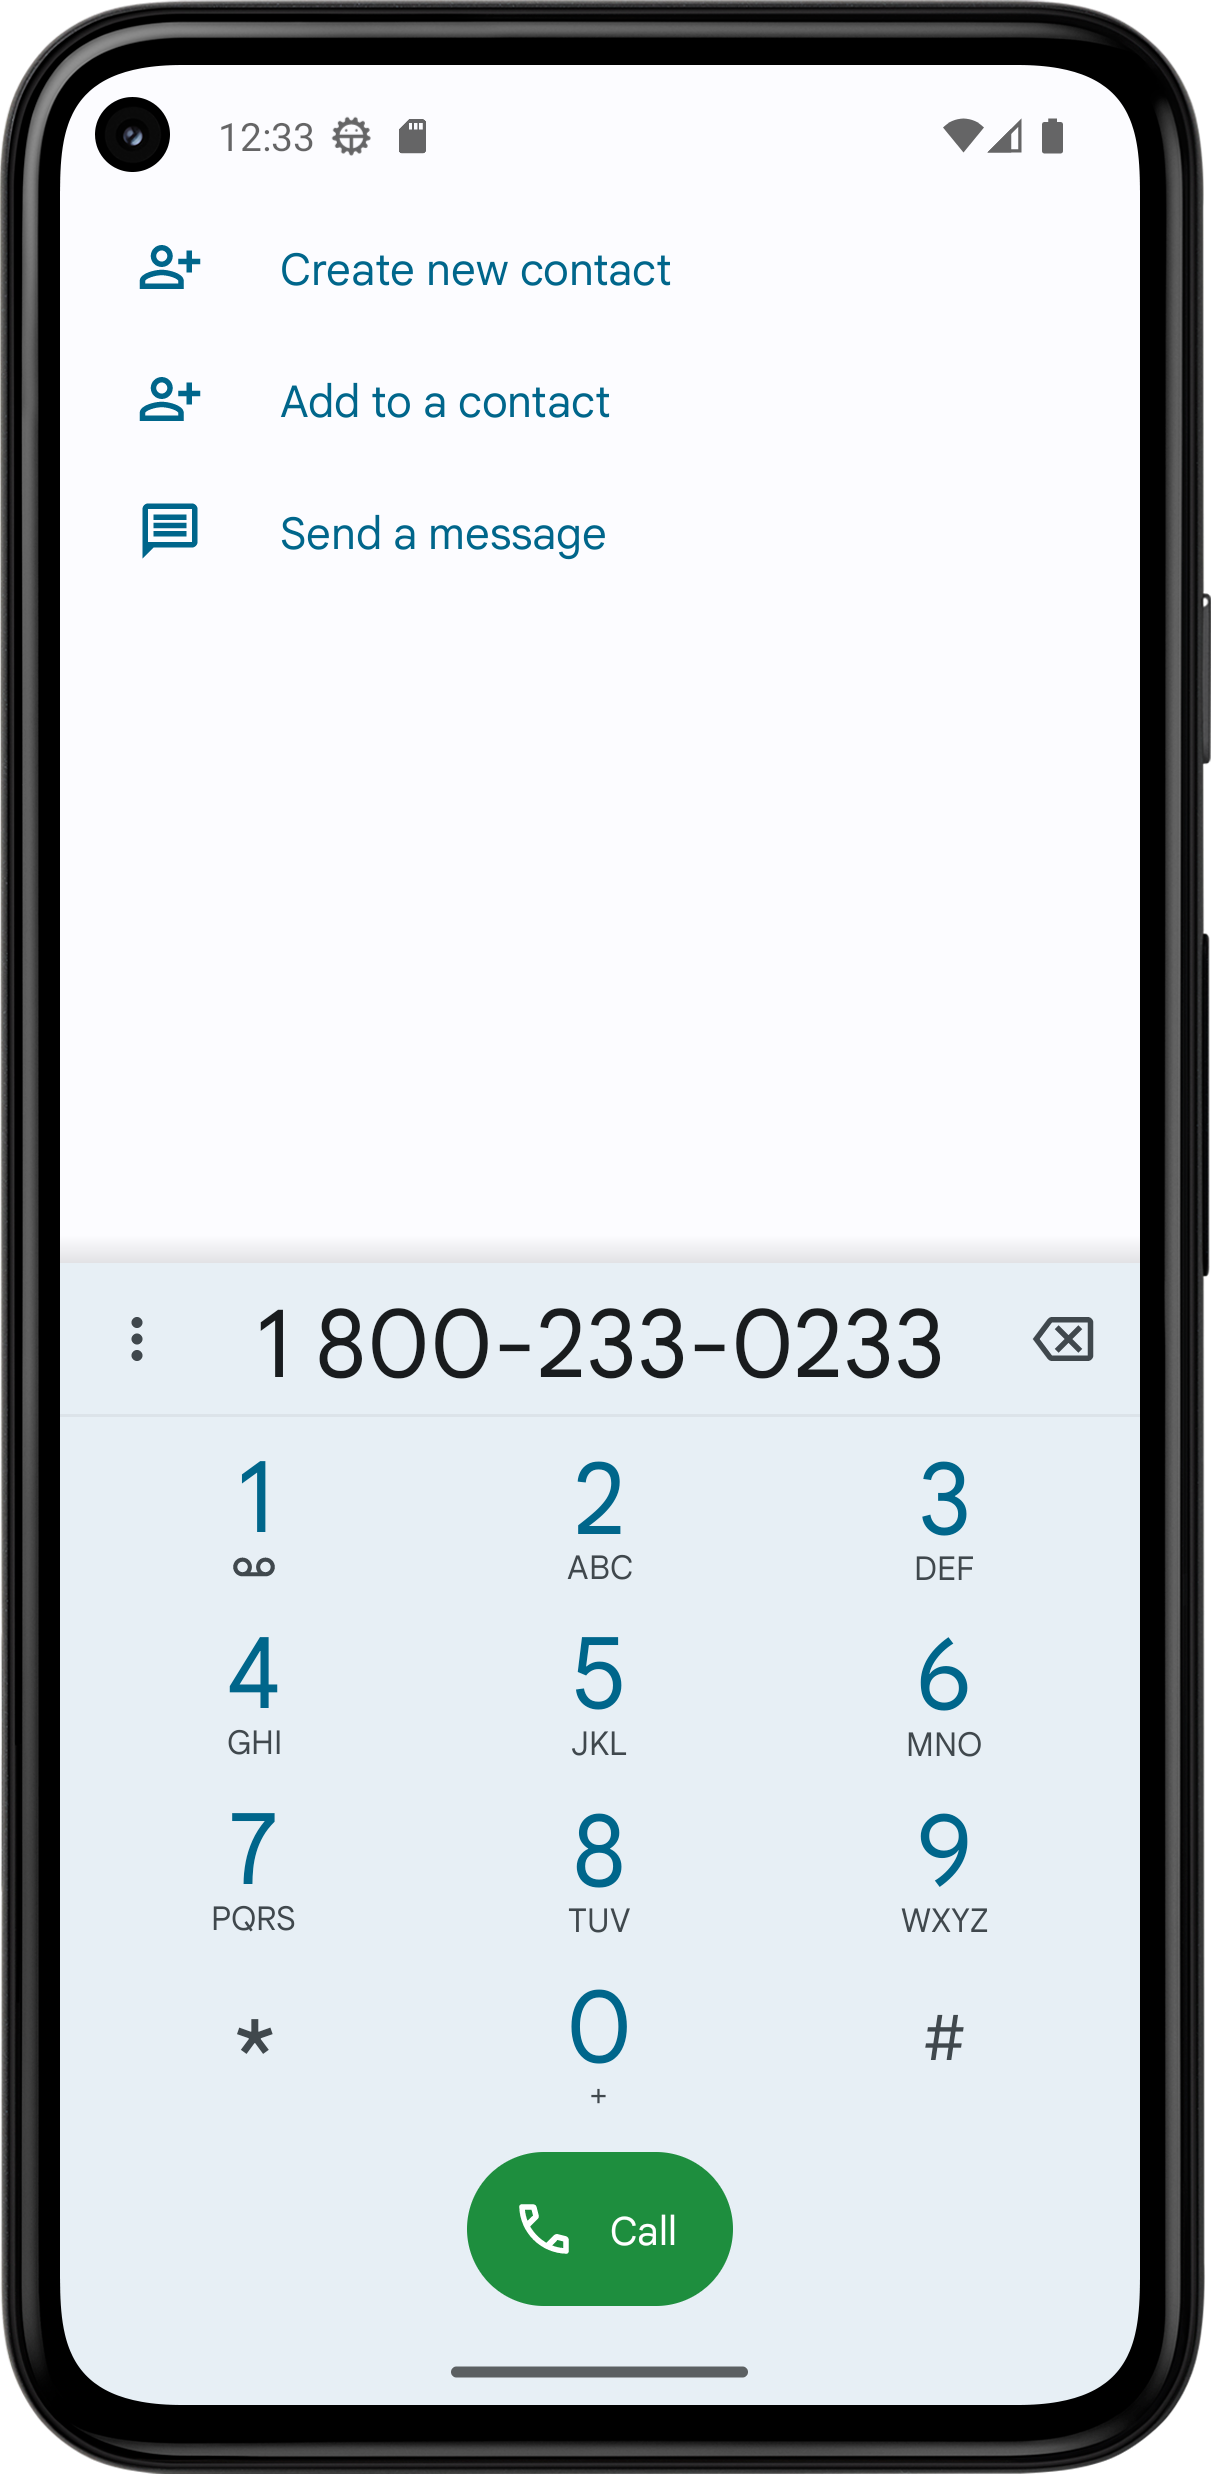 12:33
Create new contact
Add to a contact
Send a message
1 800-233-0233
1 2 3
ABC DEF
4 5 6
GHI JKL MNO
7 8 9
PQRS TUV WXYZ
* 0 #
+
Call